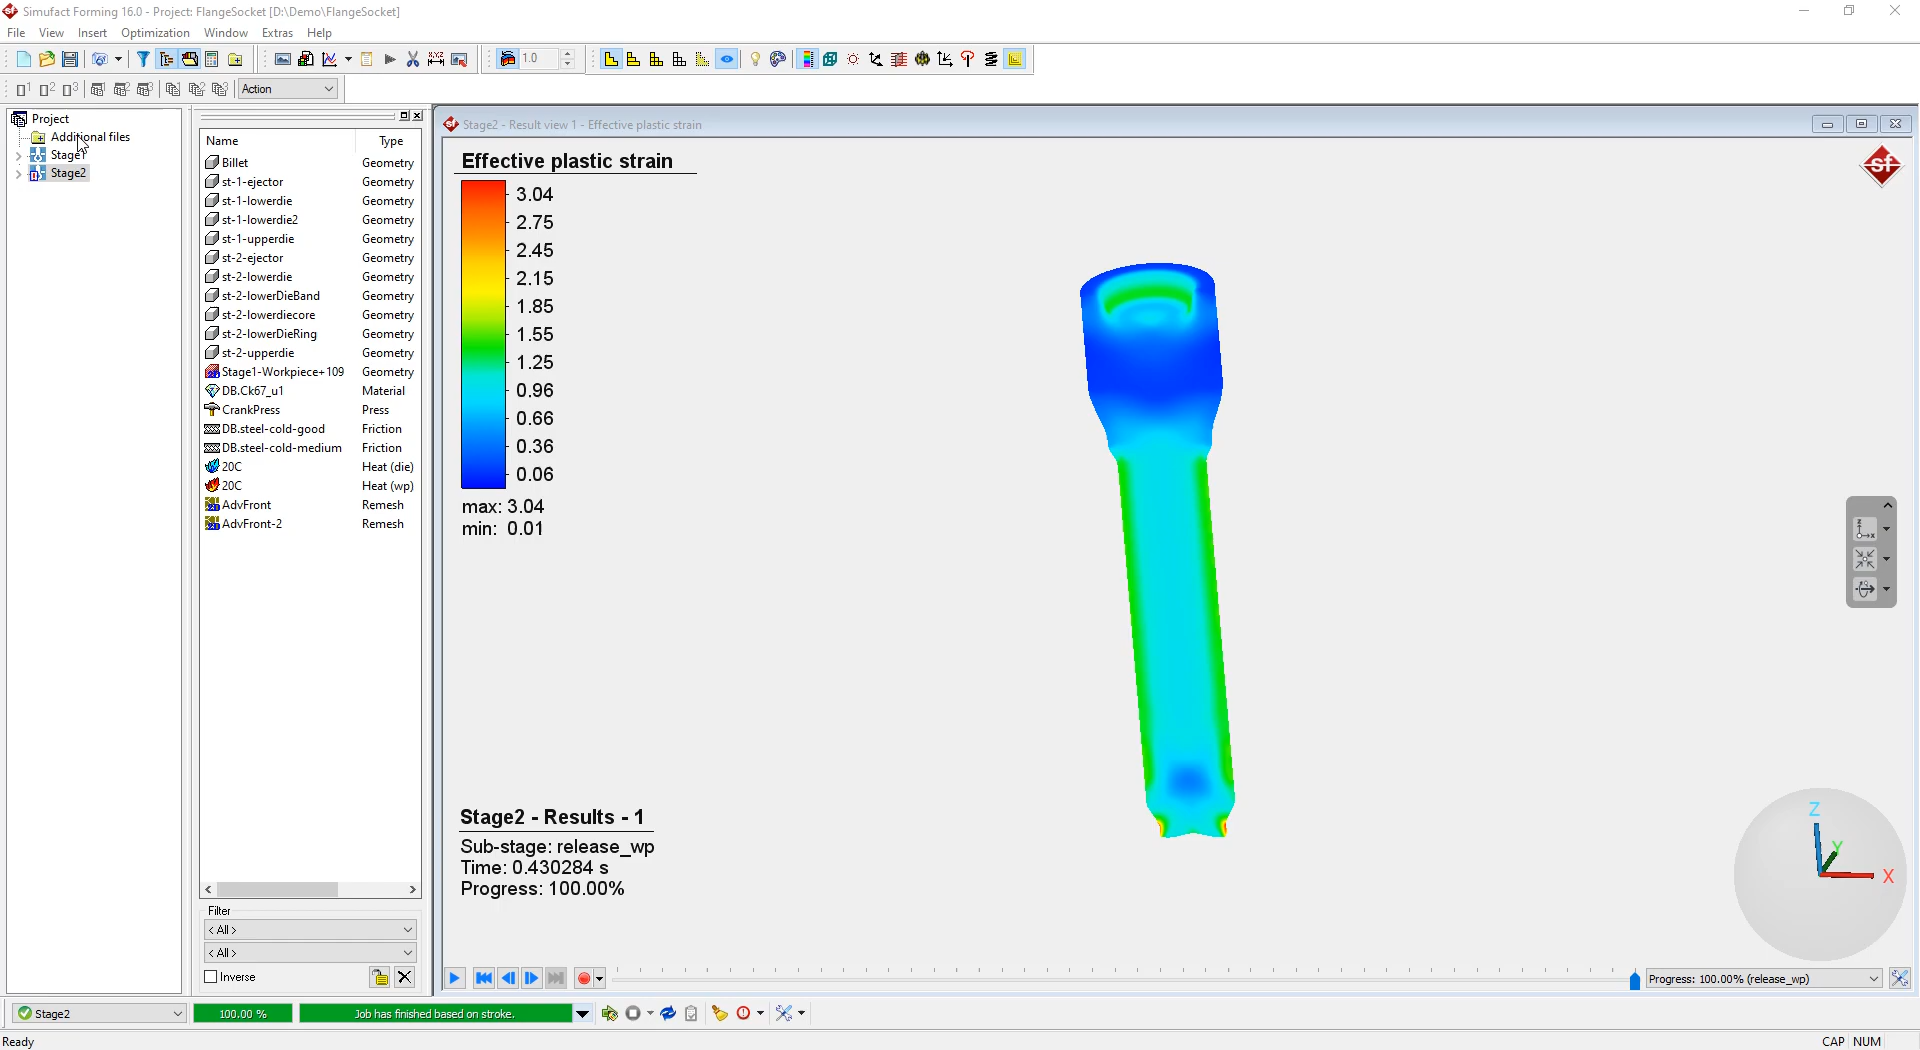 Simufact Forming 16.0 - Project: FlangeSocket [D:\Demo\FlangeSocket]
File View Insert Optimization Window Extras Help
1.0
Action
Project
Additional files
Stage1
Stage2
Name Type
Billet Geometry
st-1-ejector Geometry
st-1-lowerdie Geometry
st-1-lowerdie2 Geometry
st-1-upperdie Geometry
st-2-ejector Geometry
st-2-lowerdie Geometry
st-2-lowerDieBand Geometry
st-2-lowerdiecore Geometry
st-2-lowerDieRing Geometry
st-2-upperdie Geometry
Stage1-Workpiece+109 Geometry
DB.Ck67_u1 Material
CrankPress Press
DB.steel-cold-good Friction
DB.steel-cold-medium Friction
20C Heat (die)
20C Heat (wp)
AdvFront Remesh
AdvFront-2 Remesh
Filter
<All>
<All>
Inverse
Stage2 - Result view 1 - Effective plastic strain
Effective plastic strain
3.04
2.75
2.45
2.15
1.85
1.55
1.25
0.96
0.66
0.36
0.06
max: 3.04
min: 0.01
sf
Stage2 - Results - 1
Sub-stage: release_wp
Time: 0.430284 s
Progress: 100.00%
Z
Y
X
Progress: 100.00% (release_wp)
Stage2 100.00 % Job has finished based on stroke.
Ready CAP NUM